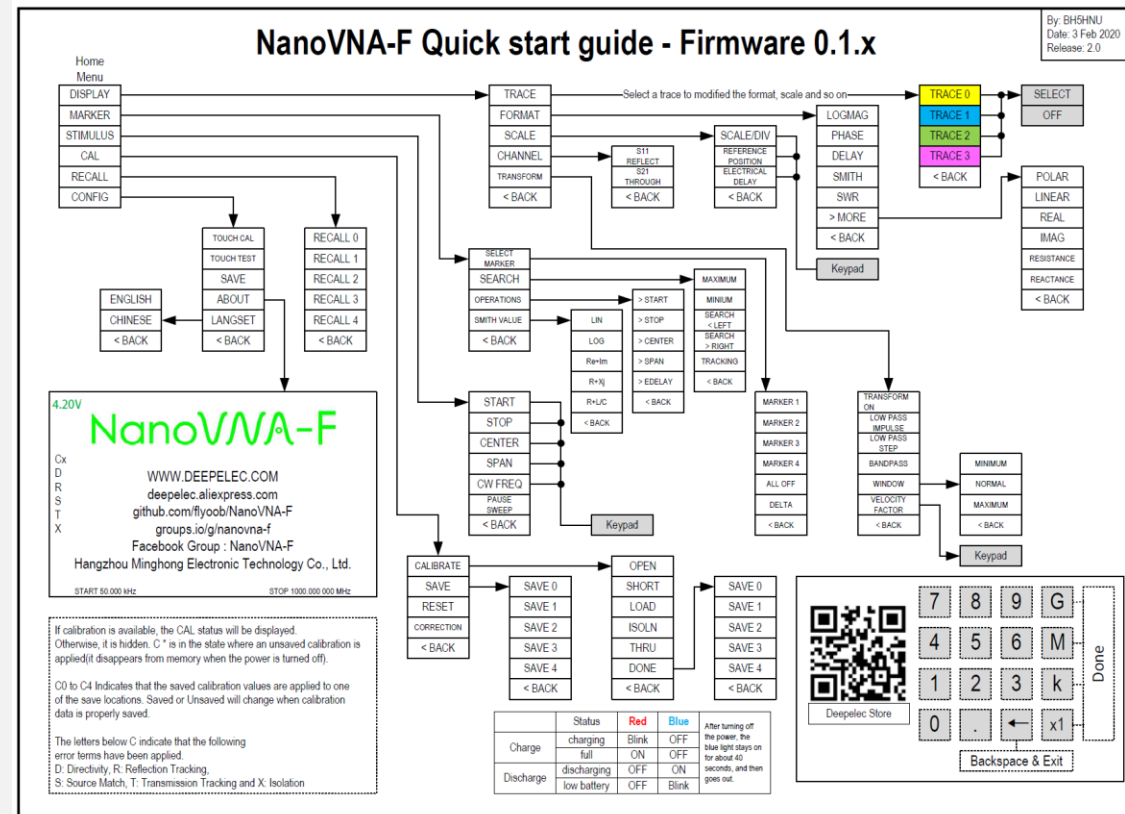 NanoVNA-F Quick start guide - Firmware 0.1.x
By: BH5HNU
Date: 3 Feb 2020
Release: 2.0
Home
Menu
DISPLAY
MARKER
STIMULUS
CAL
RECALL
CONFIG
TRACE
FORMAT
SCALE
CHANNEL
TRANSFORM
< BACK
Select a trace to modified the format, scale and so on
TRACE 0
TRACE 1
TRACE 2
TRACE 3
< BACK
SELECT
OFF
S11
REFLECT
S21
THROUGH
< BACK
SCALE/DIV
REFERENCE
POSITION
ELECTRICAL
DELAY
< BACK
LOGMAG
PHASE
DELAY
SMITH
SWR
> MORE
< BACK
Keypad
POLAR
LINEAR
REAL
IMAG
RESISTANCE
REACTANCE
< BACK
TOUCH CAL
TOUCH TEST
SAVE
ABOUT
LANGSET
< BACK
RECALL 0
RECALL 1
RECALL 2
RECALL 3
RECALL 4
< BACK
ENGLISH
CHINESE
< BACK
SELECT
MARKER
SEARCH
OPERATIONS
SMITH VALUE
< BACK
LIN
LOG
Re+Im
R+Xj
R+L/C
< BACK
> START
> STOP
> CENTER
> SPAN
> EDELAY
< BACK
MAXIMUM
MINIUM
SEARCH
< LEFT
SEARCH
> RIGHT
TRACKING
< BACK
MARKER 1
MARKER 2
MARKER 3
MARKER 4
ALL OFF
DELTA
< BACK
TRANSFORM
ON
LOW PASS
IMPULSE
LOW PASS
STEP
BANDPASS
WINDOW
VELOCITY
FACTOR
< BACK
MINIMUM
NORMAL
MAXIMUM
< BACK
Keypad
START
STOP
CENTER
SPAN
CW FREQ
PAUSE
SWEEP
< BACK
Keypad
4.20V
NanoVNA-F
Cx
D
R
S
T
X
WWW.DEEPELEC.COM
deepelec.aliexpress.com
github.com/flyoob/NanoVNA-F
groups.io/g/nanovna-f
Facebook Group : NanoVNA-F
Hangzhou Minghong Electronic Technology Co., Ltd.
START 50.000 kHz STOP 1000.000 000 MHz
CALIBRATE
SAVE
RESET
CORRECTION
< BACK
SAVE 0
SAVE 1
SAVE 2
SAVE 3
SAVE 4
< BACK
OPEN
SHORT
LOAD
ISOLN
THRU
DONE
< BACK
SAVE 0
SAVE 1
SAVE 2
SAVE 3
SAVE 4
< BACK
If calibration is available, the CAL status will be displayed.
Otherwise, it is hidden. C * is in the state where an unsaved calibration is
applied(it disappears from memory when the power is turned off).
C0 to C4 Indicates that the saved calibration values are applied to one
of the save locations. Saved or Unsaved will change when calibration
data is properly saved.
The letters below C indicate that the following
error terms have been applied.
D: Directivity, R: Reflection Tracking,
S: Source Match, T: Transmission Tracking and X: Isolation
Status Red Blue
Charge charging Blink OFF
full ON OFF
Discharge discharging OFF ON
low battery OFF Blink
After turning off
the power, the
blue light stays on
for about 40
seconds, and then
goes out.
Deepelec Store
7 8 9 G
4 5 6 M
1 2 3 k
0 . ← x1
Done
Backspace & Exit